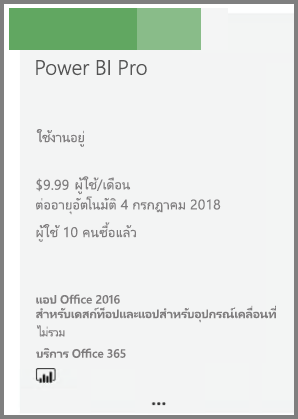 Power BI Pro
ใช้งานอยู่
$9.99 ผู้ใช้/เดือน
ต่ออายุอัตโนมัติ 4 กรกฎาคม 2018
ผู้ใช้ 10 คนซื้อแล้ว
แอป Office 2016
สำหรับเดสก์ท็อปและแอปสำหรับอุปกรณ์เคลื่อนที่
ไม่รวม
บริการ Office 365